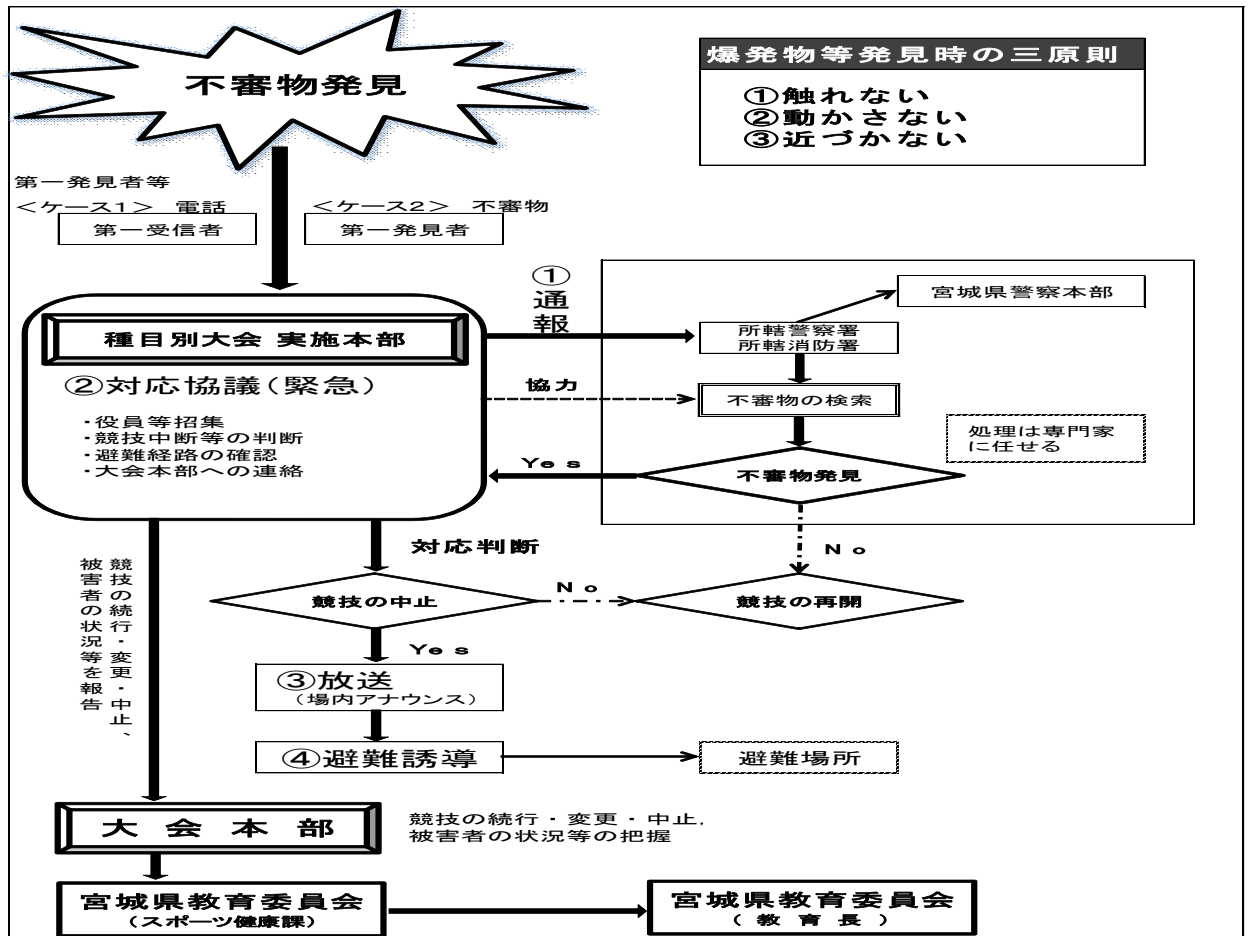 不審物発見
爆発物等発見時の三原則
①触れない
②動かさない
③近づかない
第一発見者等
＜ケース1＞ 電話
第一受信者
＜ケース2＞ 不審物
第一発見者
①通報
宮城県警察本部
種目別大会 実施本部
所轄警察署
所轄消防署
②対応協議(緊急)
・役員等招集
・競技中断等の判断
・避難経路の確認
・大会本部への連絡
協力
不審物の検索
処理は専門家
に任せる
Yes
不審物発見
No
対応判断
競技の中止
No
競技の再開
Yes
競技の続行・変更・中止、
被害者の状況等を報告
③放送
（場内アナウンス）
④避難誘導
避難場所
大会本部
競技の続行・変更・中止,
被害者の状況等の把握
宮城県教育委員会
（スポーツ健康課）
宮城県教育委員会
（教育長）